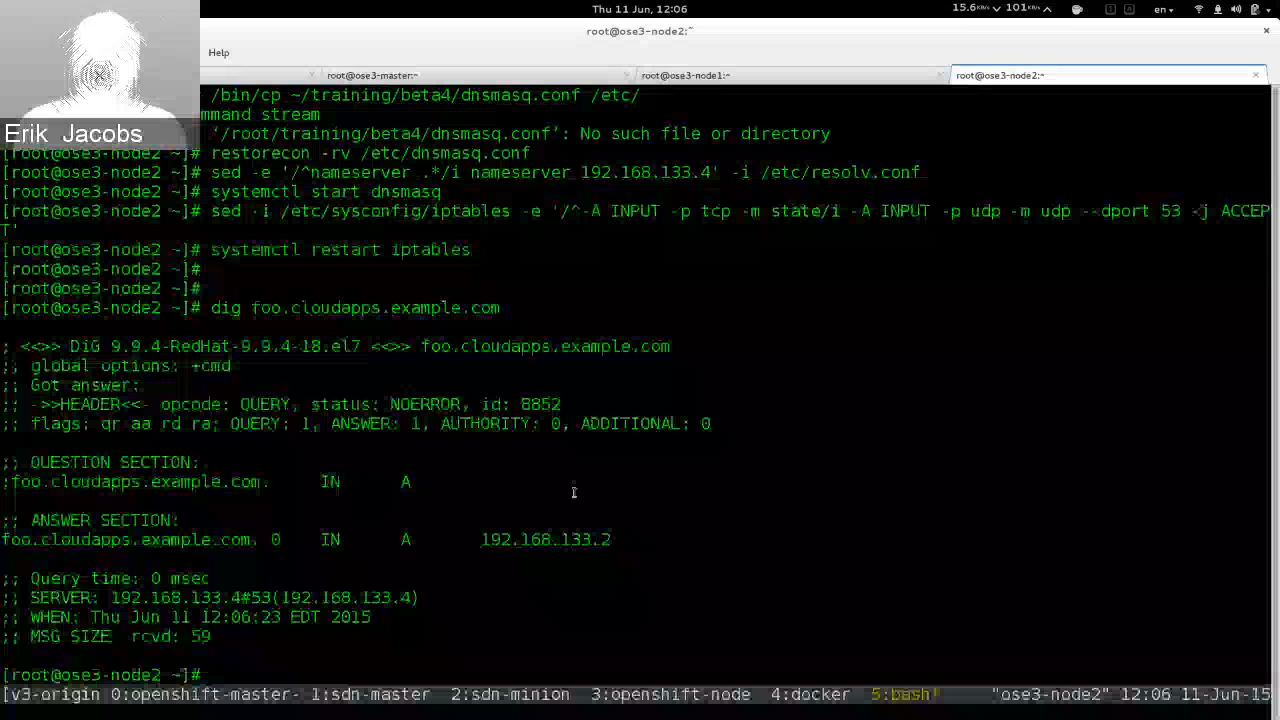 Thu 11 Jun, 12:06
15.6 KB/s 101 KB/s en
root@ose3-node2:~
Help
root@ose3-master:~ root@ose3-node1:~ root@ose3-node2:~
Erik Jacobs
/bin/cp ~/training/beta4/dnsmasq.conf /etc/
mmand stream
‘/root/training/beta4/dnsmasq.conf’: No such file or directory
[root@ose3-node2 ~]# restorecon -rv /etc/dnsmasq.conf
[root@ose3-node2 ~]# sed -e '/^nameserver .*/i nameserver 192.168.133.4' -i /etc/resolv.conf
[root@ose3-node2 ~]# systemctl start dnsmasq
[root@ose3-node2 ~]# sed -i /etc/sysconfig/iptables -e '/^-A INPUT -p tcp -m state/i -A INPUT -p udp -m udp --dport 53 -j ACCEP
T'
[root@ose3-node2 ~]# systemctl restart iptables
[root@ose3-node2 ~]#
[root@ose3-node2 ~]#
[root@ose3-node2 ~]# dig foo.cloudapps.example.com
; <<>> DiG 9.9.4-RedHat-9.9.4-18.el7 <<>> foo.cloudapps.example.com
;; global options: +cmd
;; Got answer:
;; ->>HEADER<<- opcode: QUERY, status: NOERROR, id: 8852
;; flags: qr aa rd ra; QUERY: 1, ANSWER: 1, AUTHORITY: 0, ADDITIONAL: 0
;; QUESTION SECTION:
;foo.cloudapps.example.com. IN A
;; ANSWER SECTION:
foo.cloudapps.example.com. 0 IN A 192.168.133.2
;; Query time: 0 msec
;; SERVER: 192.168.133.4#53(192.168.133.4)
;; WHEN: Thu Jun 11 12:06:23 EDT 2015
;; MSG SIZE rcvd: 59
[root@ose3-node2 ~]#
[v3-origin 0:openshift-master- 1:sdn-master 2:sdn-minion 3:openshift-node 4:docker 5:bash! "ose3-node2" 12:06 11-Jun-15